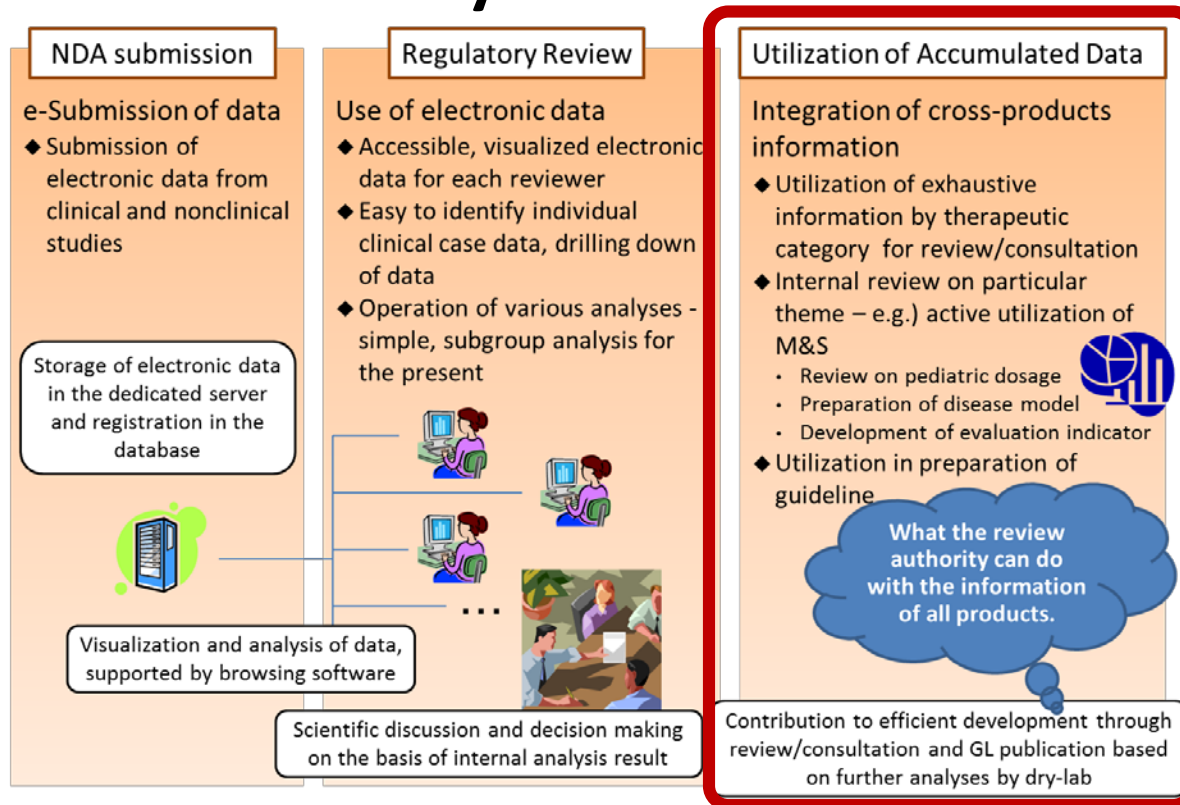 NDA submission
e-Submission of data
◆ Submission of
electronic data from
clinical and nonclinical
studies
Storage of electronic data
in the dedicated server
and registration in the
database
Visualization and analysis of data,
supported by browsing software
Regulatory Review
Use of electronic data
◆ Accessible, visualized electronic
data for each reviewer
◆ Easy to identify individual
clinical case data, drilling down
of data
◆ Operation of various analyses -
simple, subgroup analysis for
the present
...
Scientific discussion and decision making
on the basis of internal analysis result
Utilization of Accumulated Data
Integration of cross-products
information
◆ Utilization of exhaustive
information by therapeutic
category for review/consultation
◆ Internal review on particular
theme – e.g.) active utilization of
M&S
· Review on pediatric dosage
· Preparation of disease model
· Development of evaluation indicator
◆ Utilization in preparation of
guideline
What the review
authority can do
with the information
of all products.
Contribution to efficient development through
review/consultation and GL publication based
on further analyses by dry-lab